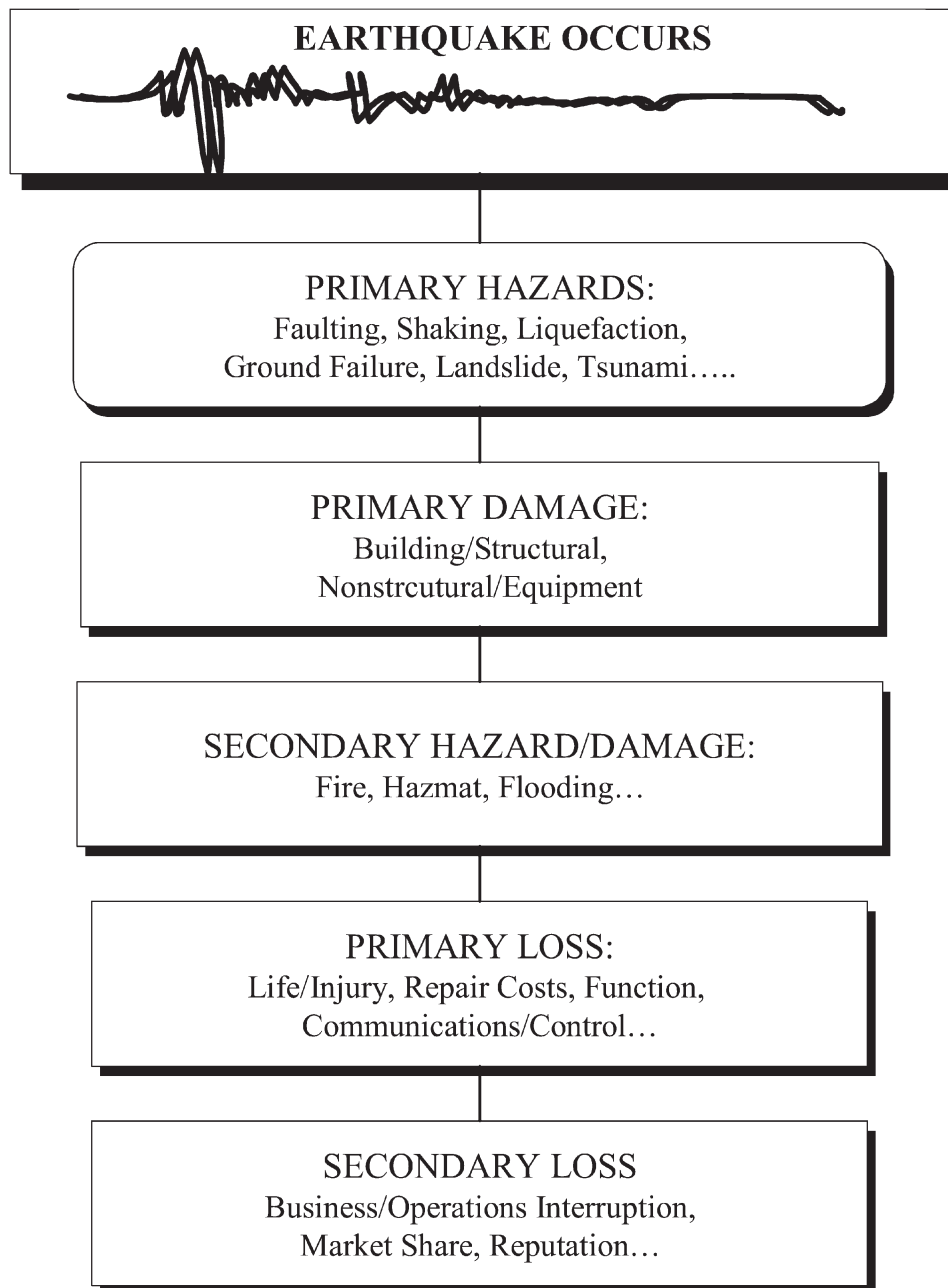 EARTHQUAKE OCCURS
PRIMARY HAZARDS:
Faulting, Shaking, Liquefaction,
Ground Failure, Landslide, Tsunami…..
PRIMARY DAMAGE:
Building/Structural,
Nonstrcutural/Equipment
SECONDARY HAZARD/DAMAGE:
Fire, Hazmat, Flooding…
PRIMARY LOSS:
Life/Injury, Repair Costs, Function,
Communications/Control…
SECONDARY LOSS
Business/Operations Interruption,
Market Share, Reputation…